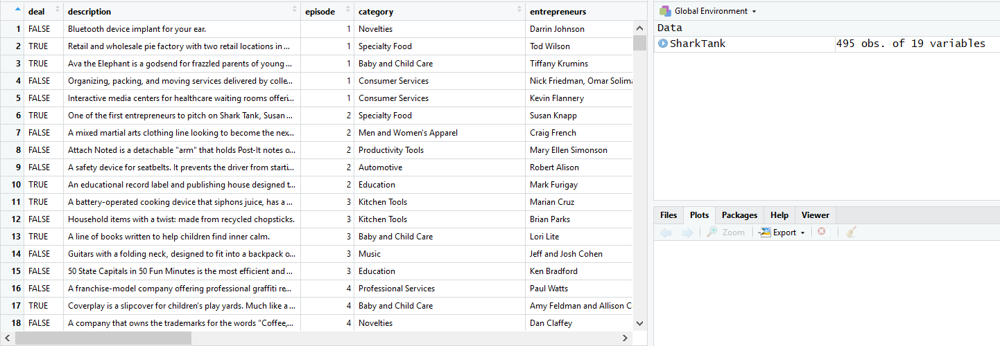 deal description episode category entrepreneurs
1 FALSE Bluetooth device implant for your ear. 1 Novelties Darrin Johnson
2 TRUE Retail and wholesale pie factory with two retail locations in ... 1 Specialty Food Tod Wilson
3 TRUE Ava the Elephant is a godsend for frazzled parents of young ... 1 Baby and Child Care Tiffany Krumins
4 FALSE Organizing, packing, and moving services delivered by colle... 1 Consumer Services Nick Friedman, Omar Solima
5 FALSE Interactive media centers for healthcare waiting rooms offeri... 1 Consumer Services Kevin Flannery
6 TRUE One of the first entrepreneurs to pitch on Shark Tank, Susan ... 2 Specialty Food Susan Knapp
7 FALSE A mixed martial arts clothing line looking to become the nex... 2 Men and Women's Apparel Craig French
8 FALSE Attach Noted is a detachable "arm" that holds Post-It notes o... 2 Productivity Tools Mary Ellen Simonson
9 FALSE A safety device for seatbelts. It prevents the driver from starti... 2 Automotive Robert Alison
10 TRUE An educational record label and publishing house designed t... 2 Education Mark Furigay
11 TRUE A battery-operated cooking device that siphons juice, has a ... 3 Kitchen Tools Marian Cruz
12 FALSE Household items with a twist: made from recycled chopsticks. 3 Kitchen Tools Brian Parks
13 TRUE A line of books written to help children find inner calm. 3 Baby and Child Care Lori Lite
14 FALSE Guitars with a folding neck, designed to fit into a backpack o... 3 Music Jeff and Josh Cohen
15 FALSE 50 State Capitals in 50 Fun Minutes is the most efficient and ... 3 Education Ken Bradford
16 FALSE A franchise-model company offering professional graffiti re... 4 Professional Services Paul Watts
17 TRUE Coverplay is a slipcover for children's play yards. Much like a ... 4 Baby and Child Care Amy Feldman and Allison C
18 FALSE A company that owns the trademarks for the words "Coffee,... 4 Novelties Dan Claffey
Global Environment
Data
SharkTank 495 obs. of 19 variables
Files Plots Packages Help Viewer
Zoom Export